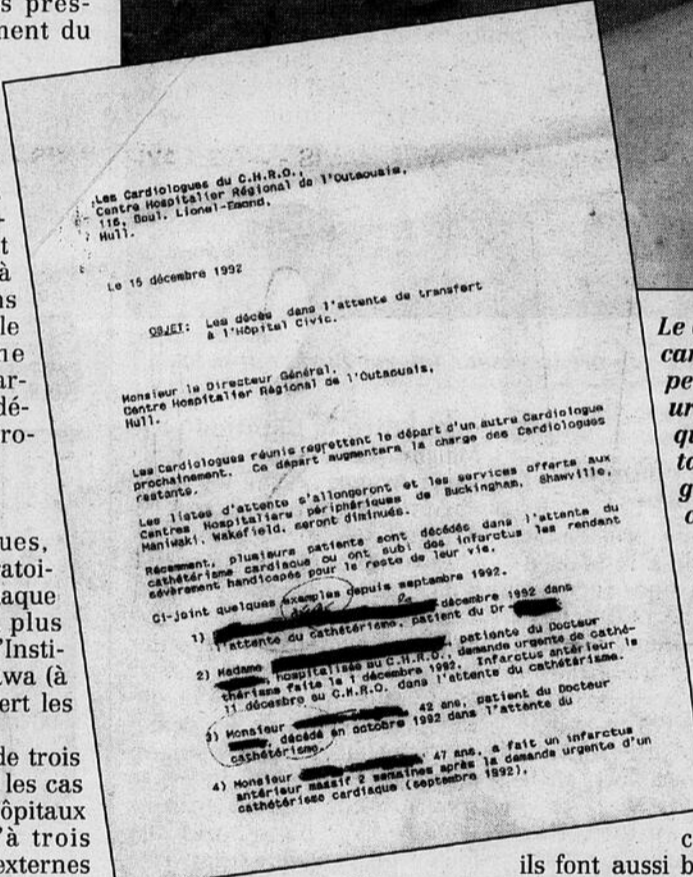 s prés-
ment du
Les Cardiologues du C.H.R.O.,
Centre Hospitalier Régional de l'Outaouais,
116, Boul. Lionel-Emond,
Hull.
Le 15 décembre 1992
OBJET: Les décès dans l'attente de transfert
à l'Hôpital Civic.
Monsieur le Directeur Général.
Centre Hospitalier Régional de l'Outaouais,
Hull.
Les Cardiologues réunis regrettent le départ d'un autre Cardiologue
prochainement. Ce départ augmentera la charge des Cardiologues
restants.
Les listes d'attente s'allongeront et les services offerts aux
Centres Hospitaliers périphériques de Buckingham, Shawville,
Maniwaki, Wakefield, seront diminués.
Récemment, plusieurs patients sont décédés dans l'attente du
cathétérisme cardiaque ou ont subi des infarctus les rendant
sévèrement handicapés pour le reste de leur vie.
Ci-joint quelques exemples depuis septembre 1992.
1) décembre 1992 dans
l'attente du cathétérisme, patient du Dr
2) Madame , patiente du Docteur
, hospitalisée au C.H.R.O., demande urgente de cathé-
thérisme faite le 1 décembre 1992. Infarctus antérieur le
11 décembre au C.H.R.O. dans l'attente du cathétérisme.
3) Monsieur 42 ans, patient du Docteur
, décédé en octobre 1992 dans l'attente du
cathétérisme.
4) Monsieur 47 ans, a fait un infarctus
antérieur massif 2 semaines après la demande urgente d'un
cathétérisme cardiaque (septembre 1992).
t
à
ns
le
ne
ar-
dé-
ro-
ues,
ratoi-
iaque
plus
'Insti-
wa (à
ert les
de trois
les cas
ôpitaux
'à trois
externes
Le
car
pe
un
qu
ta
g
c
ils font aussi b